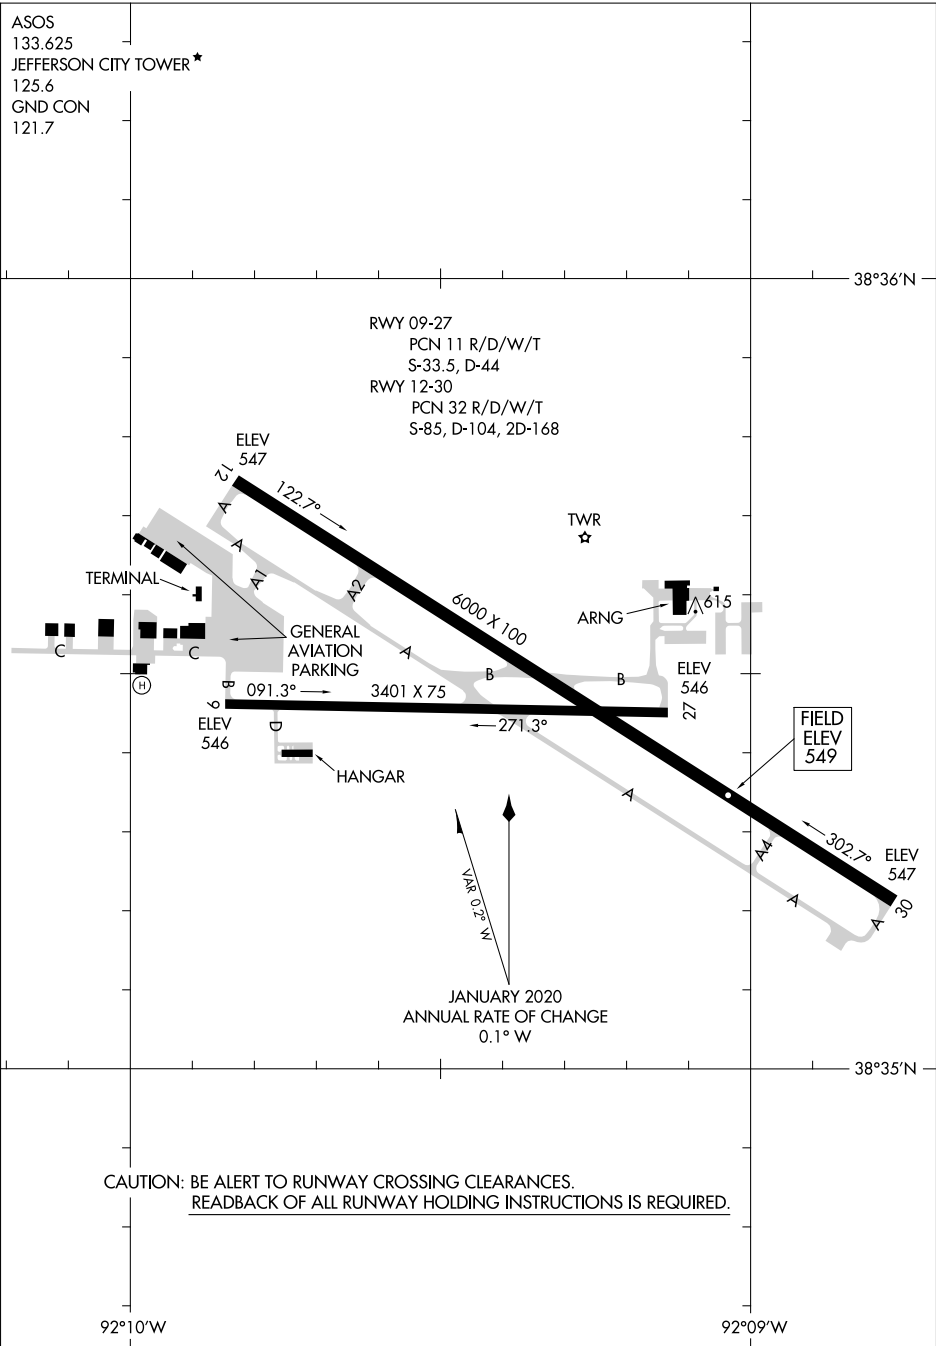 ASOS
133.625
JEFFERSON CITY TOWER★
125.6
GND CON
121.7
38°36'N
RWY 09-27
PCN 11 R/D/W/T
S-33.5, D-44
RWY 12-30
PCN 32 R/D/W/T
S-85, D-104, 2D-168
ELEV
547
12
122.7°
A
A
A1
A2
TWR
TERMINAL
6000 X 100
ARNG
615
GENERAL
AVIATION
PARKING
C
C
A
B
B
H
B
ELEV
546
091.3°
3401 X 75
9
27
ELEV
546
D
271.3°
FIELD
ELEV
549
HANGAR
A
302.7°
ELEV
547
A4
VAR 0.2° W
A
A
30
JANUARY 2020
ANNUAL RATE OF CHANGE
0.1° W
38°35'N
CAUTION: BE ALERT TO RUNWAY CROSSING CLEARANCES.
READBACK OF ALL RUNWAY HOLDING INSTRUCTIONS IS REQUIRED.
92°10'W
92°09'W